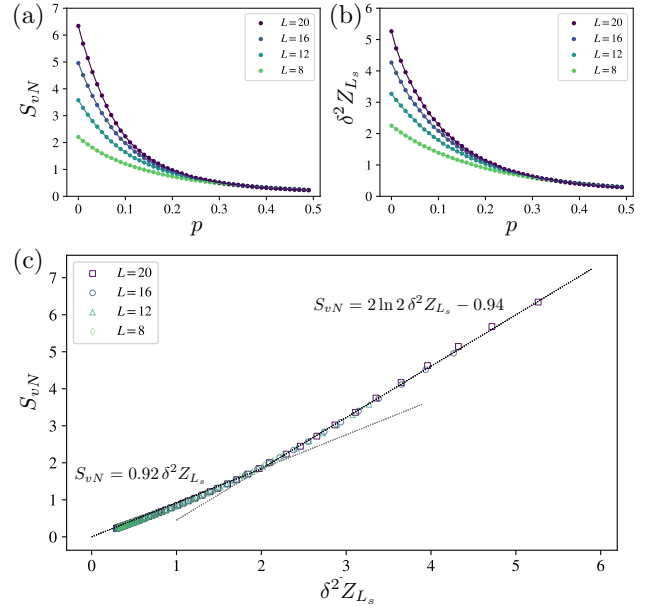 (a)
6
5
4
3
2
1
0
S_{vN}
0.0 0.1 0.2 0.3 0.4 0.5
p
L = 20
L = 16
L = 12
L = 8
(b)
6
5
4
3
2
1
0
δ²Z_{L_s}
0.0 0.1 0.2 0.3 0.4 0.5
p
L = 20
L = 16
L = 12
L = 8
(c)
7
6
5
4
3
2
1
0
S_{vN}
L = 20
L = 16
L = 12
L = 8
S_{vN} = 2 ln 2 δ²Z_{L_s} − 0.94
S_{vN} = 0.92 δ²Z_{L_s}
0 1 2 3 4 5 6
δ²Z_{L_s}